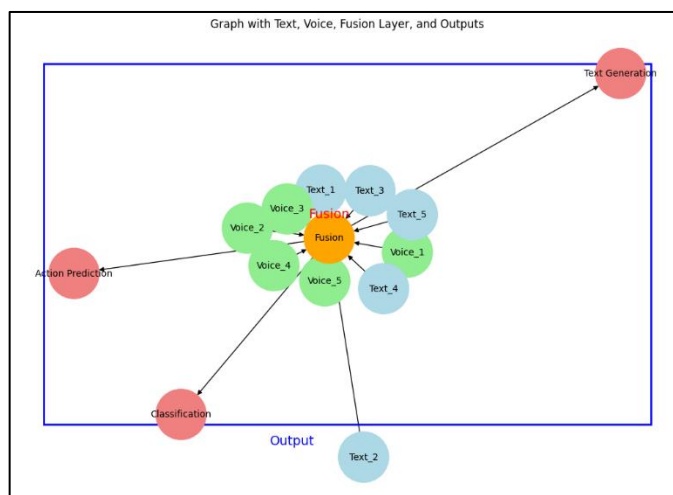 Graph with Text, Voice, Fusion Layer, and Outputs
Text Generation
Text_1
Text_3
Voice_3
Text_5
Fusion
Voice_2
Fusion
Voice_1
Voice_4
Action Prediction
Voice_5
Text_4
Classification
Output
Text_2